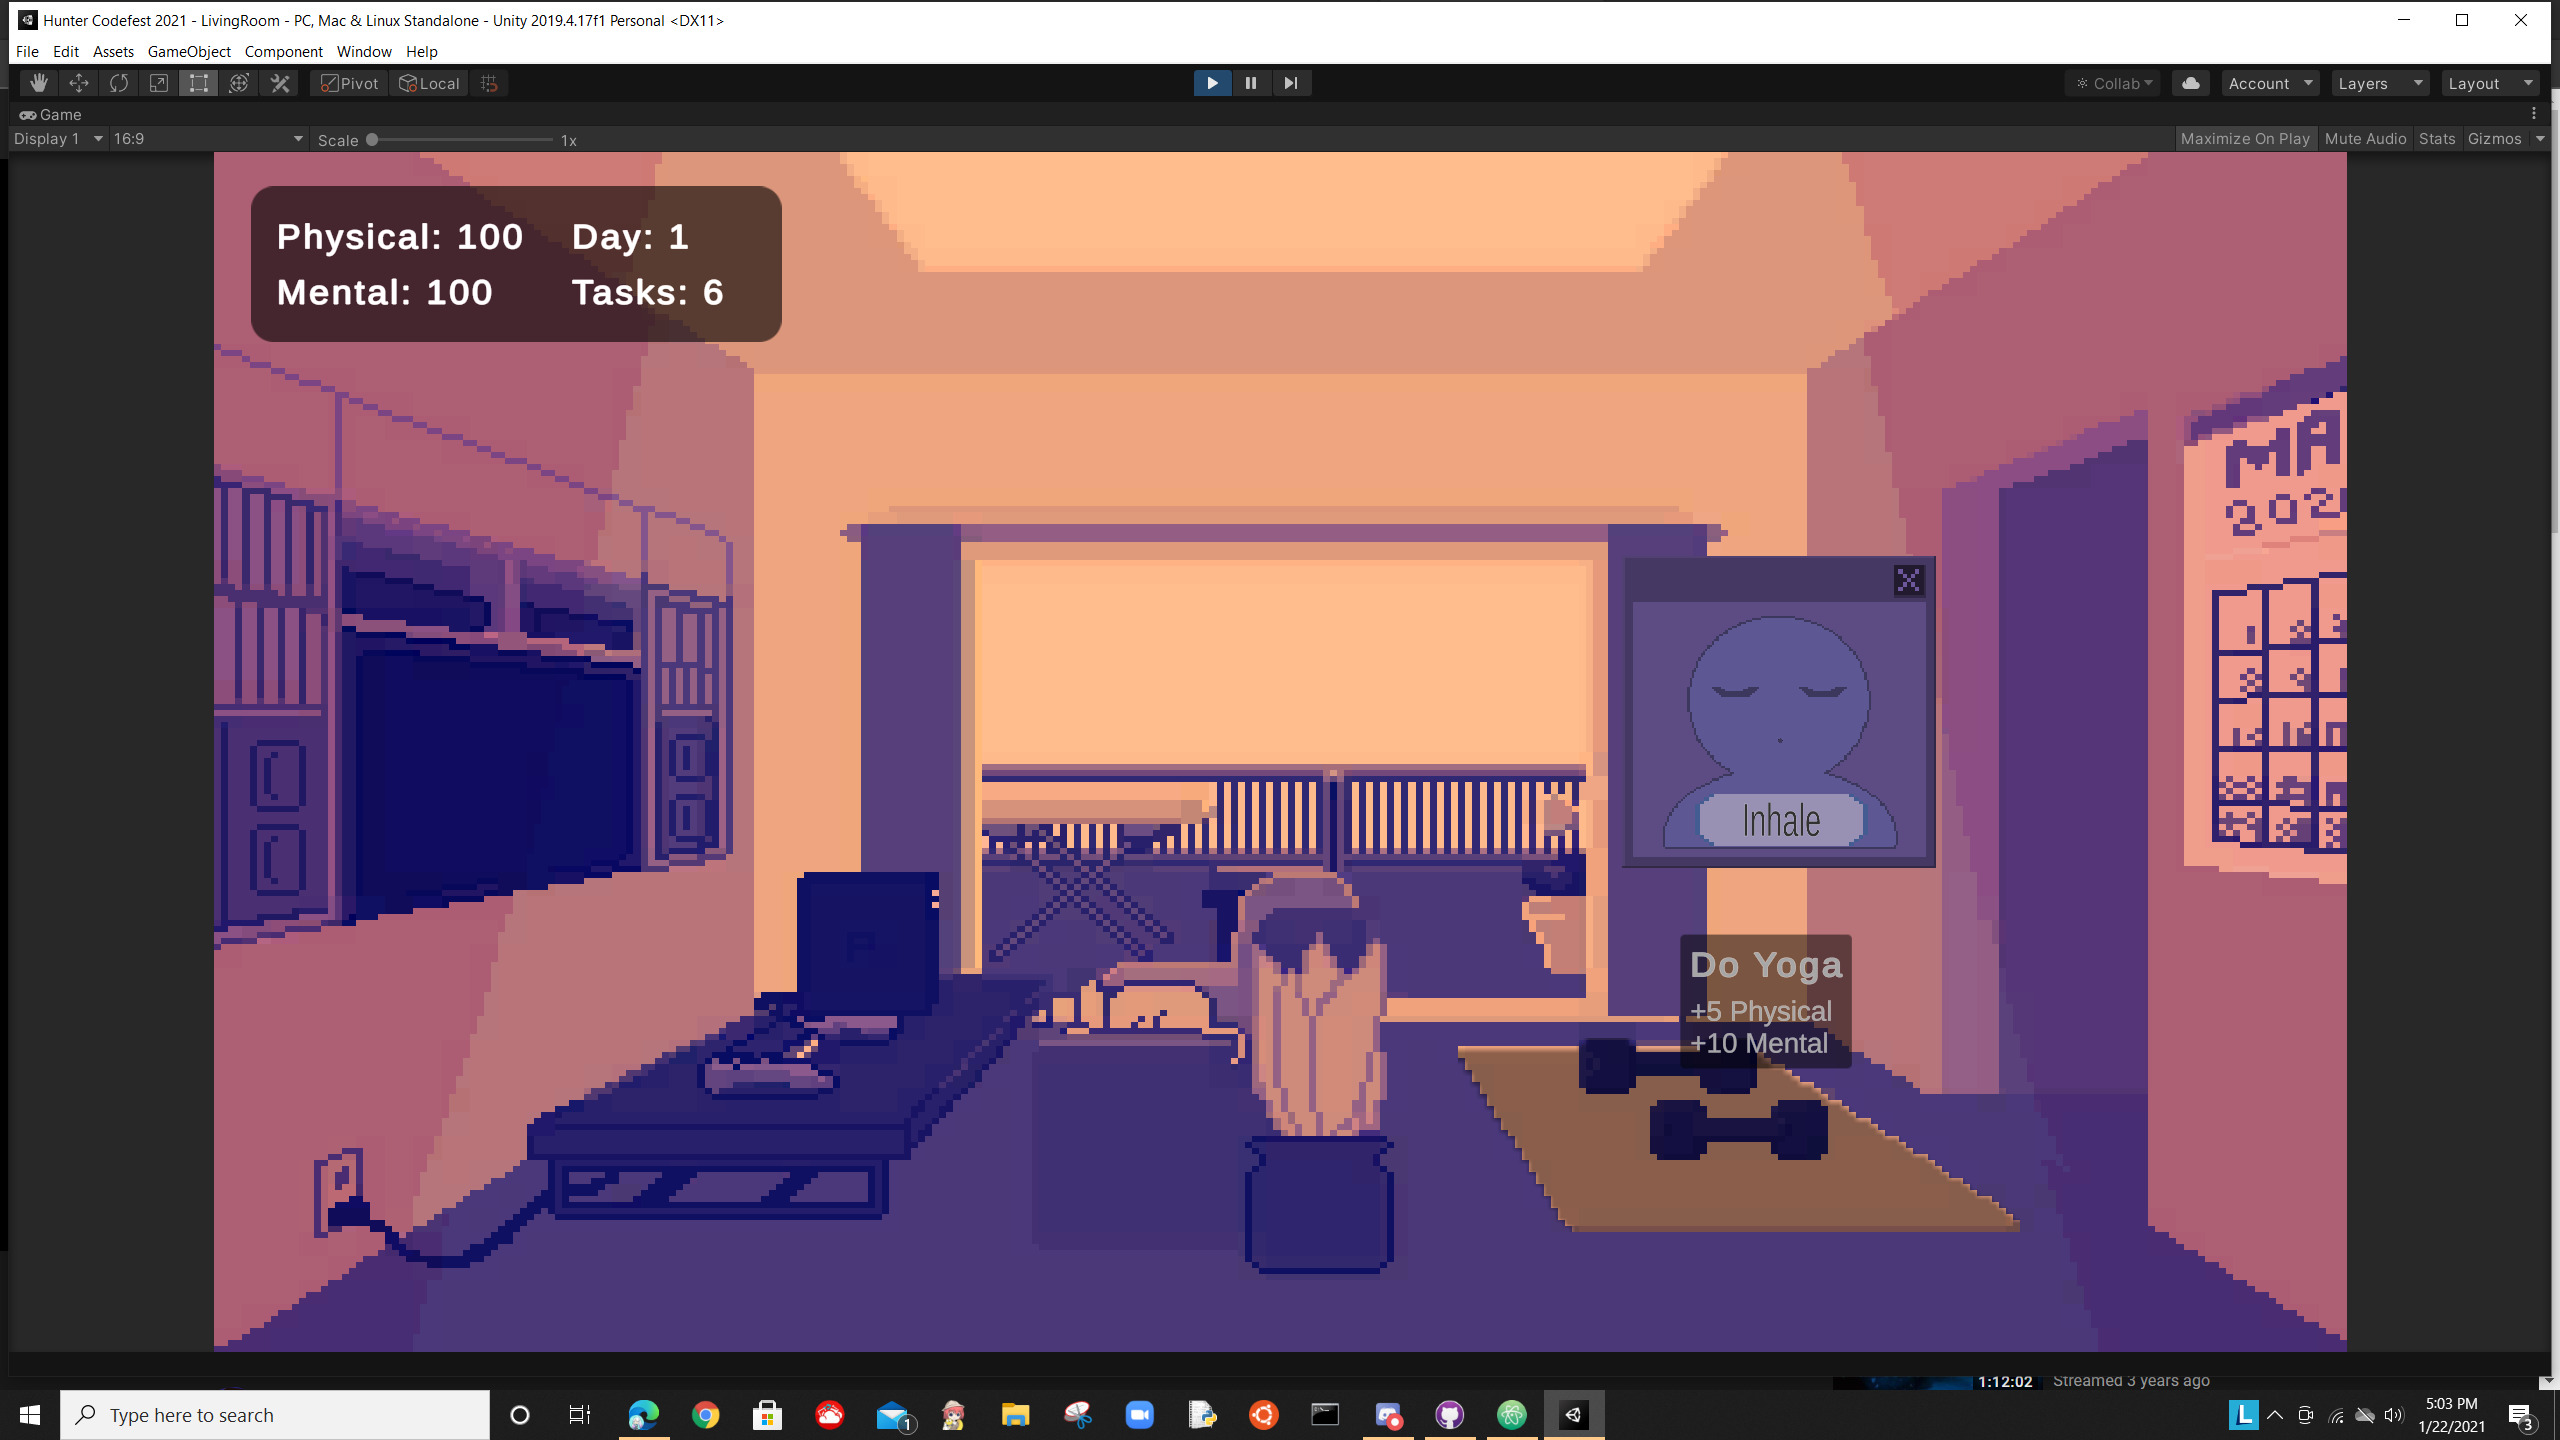 Hunter Codefest 2021 - LivingRoom - PC, Mac & Linux Standalone - Unity 2019.4.17f1 Personal <DX11>
File Edit Assets GameObject Component Window Help
Pivot Local Collab Account Layers Layout
Game
Display 1 16:9 Scale 1x Maximize On Play Mute Audio Stats Gizmos
Physical: 100 Day: 1
Mental: 100 Tasks: 6
MA
202
Inhale
Do Yoga
+5 Physical
+10 Mental
1:12:02 Streamed 3 years ago
Type here to search
1
L
5:03 PM
1/22/2021
3